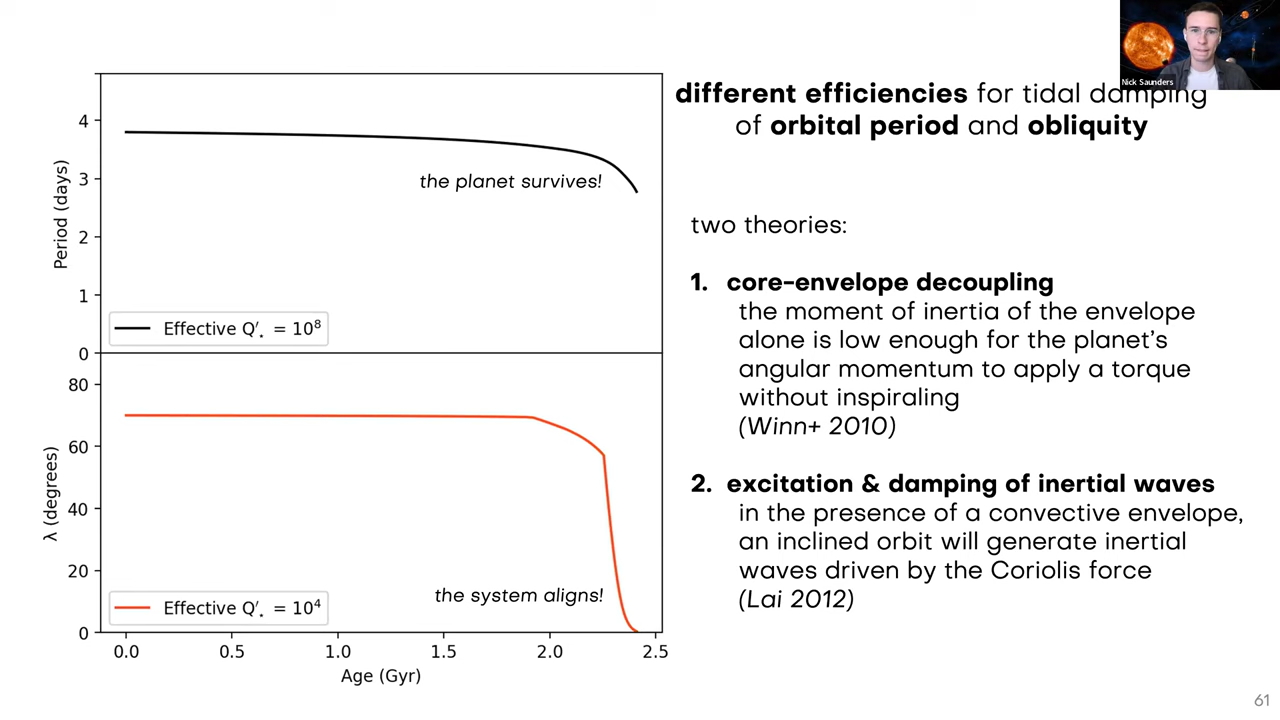 Nick Saunders
different efficiencies for tidal damping
of orbital period and obliquity
4
3
2
1
0
Period (days)
the planet survives!
Effective Q′⋆ = 10⁸
80
60
40
20
0
λ (degrees)
the system aligns!
Effective Q′⋆ = 10⁴
0.0 0.5 1.0 1.5 2.0 2.5
Age (Gyr)
two theories:
1. core-envelope decoupling
the moment of inertia of the envelope
alone is low enough for the planet's
angular momentum to apply a torque
without inspiraling
(Winn+ 2010)
2. excitation & damping of inertial waves
in the presence of a convective envelope,
an inclined orbit will generate inertial
waves driven by the Coriolis force
(Lai 2012)
61